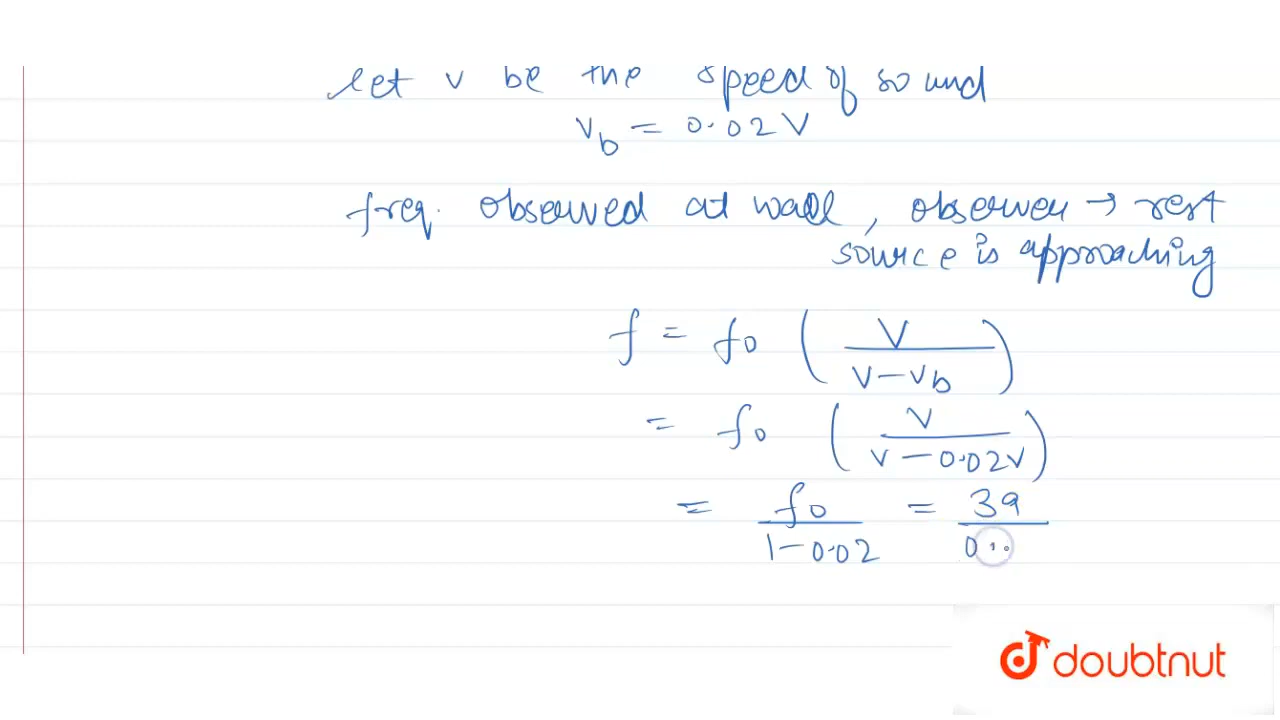 let v be the speed of sound
v_b = 0.02 V
freq. observed at wall, observer → rest
source is approaching
f = f0 ( V / v - v_b )
= f0 ( v / v - 0.02v )
= f0 / 1 - 0.02 = 39 / 0.
doubtnut